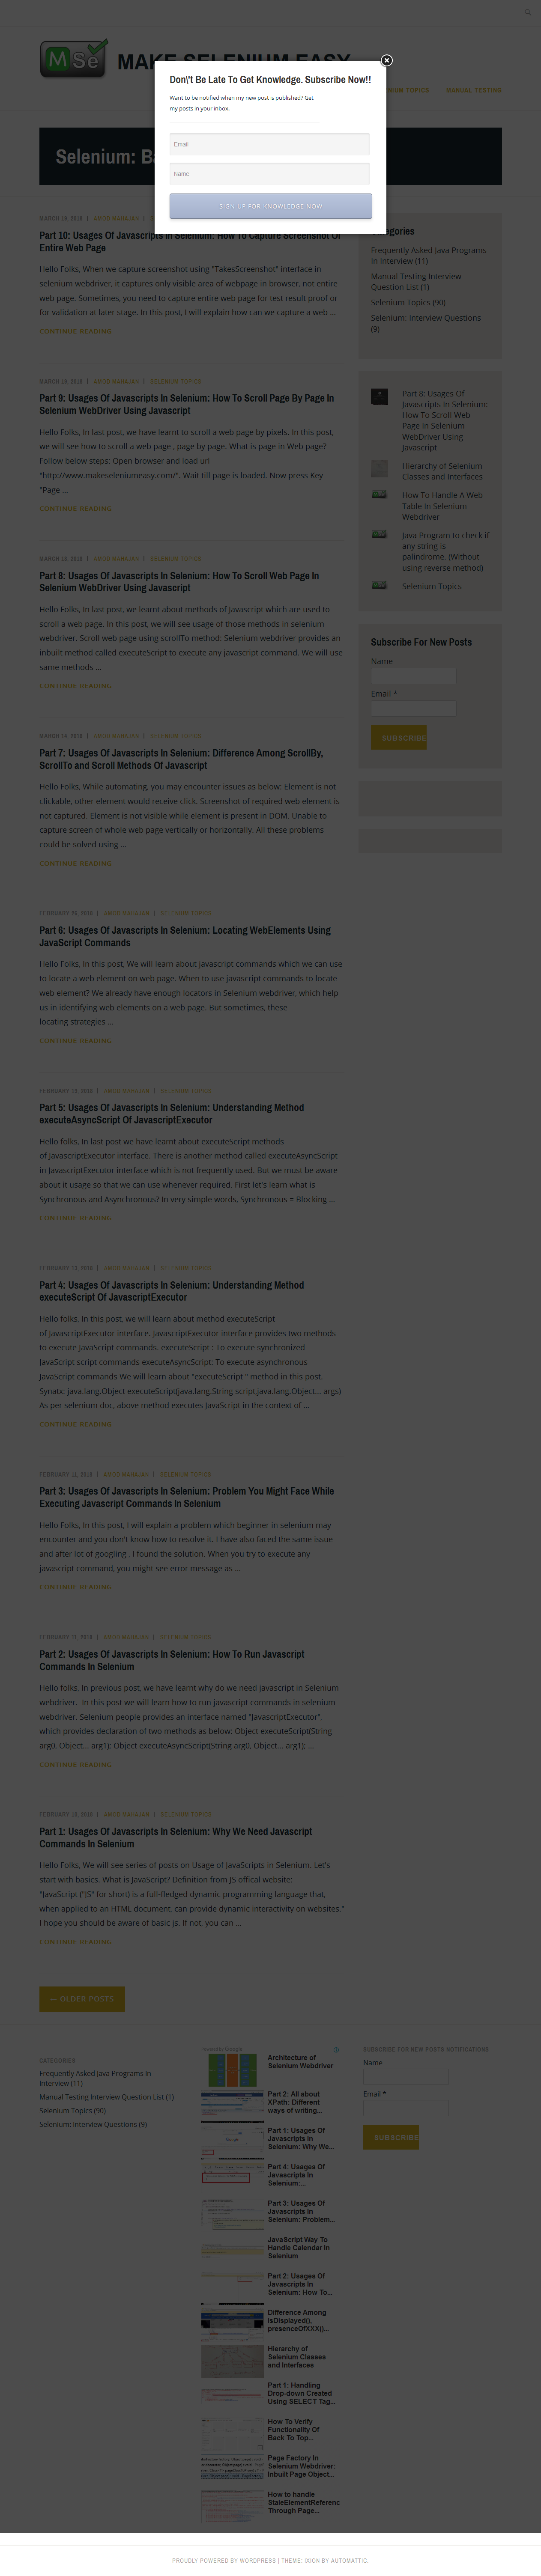 MSe
MAKE SELENIUM EASY
SELENIUM TOPICS
MANUAL TESTING
Don\'t Be Late To Get Knowledge. Subscribe Now!!
Want to be notified when my new post is published? Get
my posts in your inbox.
Email
Name
SIGN UP FOR KNOWLEDGE NOW
Selenium:
AMOD MAHAJAN
Part 10: Usages Of Javascripts In Selenium: How To Capture Screenshot Of
Entire Web Page
Hello Folks, When we capture screenshot using "TakesScreenshot" interface in
selenium webdriver, it captures only visible area of webpage in browser, not entire
web page. Sometimes, you need to capture entire web page for test result proof or
for validation at later stage. In this post, I will explain how can we capture a web ...
CONTINUE READING
AMOD MAHAJAN | SELENIUM TOPICS
Part 9: Usages Of Javascripts In Selenium: How To Scroll Page By Page In
Selenium WebDriver Using Javascript
Hello Folks, In last post, we have learnt to scroll a web page by pixels. In this post,
we will see how to scroll a web page , page by page. What is page in Web page?
Follow below steps: Open browser and load url
"http://www.makeseleniumeasy.com/". Wait till page is loaded. Now press Key
"Page ...
CONTINUE READING
AMOD MAHAJAN | SELENIUM TOPICS
Part 8: Usages Of Javascripts In Selenium: How To Scroll Web Page In
Selenium WebDriver Using Javascript
Hello Folks, In last post, we learnt about methods of Javascript which are used to
scroll a web page. In this post, we will see usage of those methods in selenium
webdriver. Scroll web page using scrollTo method: Selenium webdriver provides an
inbuilt method called executeScript to execute any javascript command. We will use
same methods ...
CONTINUE READING
AMOD MAHAJAN | SELENIUM TOPICS
Part 7: Usages Of Javascripts In Selenium: Difference Among ScrollBy,
ScrollTo and Scroll Methods Of Javascript
Hello Folks, While automating, you may encounter issues as below: Element is not
clickable, other element would receive click. Screenshot of required web element is
not captured. Element is not visible while element is present in DOM. Unable to
capture screen of whole web page vertically or horizontally. All these problems
could be solved using ...
CONTINUE READING
AMOD MAHAJAN | SELENIUM TOPICS
Part 6: Usages Of Javascripts In Selenium: Locating WebElements Using
JavaScript Commands
Hello Folks, In this post, We will learn about javascript commands which we can use
to locate a web element on web page. When to use javascript commands to locate
web element? We already have enough locators in Selenium webdriver, which help
us in identifying web elements on a web page. But sometimes, these
locating strategies ...
CONTINUE READING
AMOD MAHAJAN | SELENIUM TOPICS
Part 5: Usages Of Javascripts In Selenium: Understanding Method
executeAsyncScript Of JavascriptExecutor
Hello folks, In last post we have learnt about executeScript methods
of JavascriptExecutor interface. There is another method called executeAsyncScript
in JavascriptExecutor interface which is not frequently used. But we must be aware
about it usage so that we can use whenever required. First let's learn what is
Synchronous and Asynchronous? In very simple words, Synchronous = Blocking ...
CONTINUE READING
AMOD MAHAJAN | SELENIUM TOPICS
Part 4: Usages Of Javascripts In Selenium: Understanding Method
executeScript Of JavascriptExecutor
Hello folks, In this post, we will learn about method executeScript
of JavascriptExecutor interface. JavascriptExecutor interface provides two methods
to execute JavaScript commands. executeScript : To execute synchronized
JavaScript script commands executeAsyncScript: To execute asynchronous
JavaScript commands We will learn about "executeScript " method in this post.
Synatx: java.lang.Object executeScript(java.lang.String script,java.lang.Object... args)
As per selenium doc, above method executes JavaScript in the context of ...
CONTINUE READING
AMOD MAHAJAN | SELENIUM TOPICS
Part 3: Usages Of Javascripts In Selenium: Problem You Might Face While
Executing Javascript Commands In Selenium
Hello Folks, In this post, I will explain a problem which beginner in selenium may
encounter and you don't know how to resolve it. I have also faced the same issue
and after lot of googling , I found the solution. When you try to execute any
javascript command, you might see error message as ...
CONTINUE READING
AMOD MAHAJAN | SELENIUM TOPICS
Part 2: Usages Of Javascripts In Selenium: How To Run Javascript
Commands In Selenium
Hello folks, In previous post, we have learnt why do we need javascript in Selenium
webdriver. In this post we will learn how to run javascript commands in selenium
webdriver. Selenium people provides an interface named "JavascriptExecutor".
which provides declaration of two methods as below: Object executeScript(String
arg0, Object... arg1); Object executeAsyncScript(String arg0, Object... arg1); ...
CONTINUE READING
AMOD MAHAJAN | SELENIUM TOPICS
Part 1: Usages Of Javascripts In Selenium: Why We Need Javascript
Commands In Selenium
Hello Folks, We will see series of posts on Usage of JavaScripts in Selenium. Let's
start with basics. What is JavaScript? Definition from JS offical website:
"JavaScript ("JS" for short) is a full-fledged dynamic programming language that,
when applied to an HTML document, can provide dynamic interactivity on websites."
I hope you should be aware of basic js. If not, you can ...
CONTINUE READING
← OLDER POSTS
Categories
Frequently Asked Java Programs
In Interview (11)
Manual Testing Interview
Question List (1)
Selenium Topics (90)
Selenium: Interview Questions
(9)
Part 8: Usages Of
Javascripts In Selenium:
How To Scroll Web
Page In Selenium
WebDriver Using
Javascript
Hierarchy of Selenium
Classes and Interfaces
How To Handle A Web
Table In Selenium
Webdriver
Java Program to check if
any string is
palindrome. (Without
using reverse method)
Selenium Topics
Subscribe For New Posts
Name
Email *
SUBSCRIBE
CATEGORIES
Frequently Asked Java Programs In
Interview (11)
Manual Testing Interview Question List (1)
Selenium Topics (90)
Selenium: Interview Questions (9)
Architecture of
Selenium Webdriver
Part 2: All about
XPath: Different
ways of writing...
Part 1: Usages Of
Javascripts In
Selenium: Why We...
Part 4: Usages Of
Javascripts In
Selenium:...
Part 3: Usages Of
Javascripts In
Selenium: Problem...
JavaScript Way To
Handle Calendar In
Selenium
Part 2: Usages Of
Javascripts In
Selenium: How To...
Difference Among
isDisplayed(),
presenceOfXXX()...
Hierarchy of
Selenium Classes
and Interfaces
Part 1: Handling
Drop-down Created
Using SELECT Tag...
How To Verify
Functionality Of
Back To Top...
Page Factory In
Selenium Webdriver:
Inbuilt Page Object...
How to handle
StaleElementReferenc
Through Page...
SUBSCRIBE FOR NEW POSTS NOTIFICATIONS
Name
Email *
SUBSCRIBE
PROUDLY POWERED BY WORDPRESS | THEME: IXION BY AUTOMATTIC.